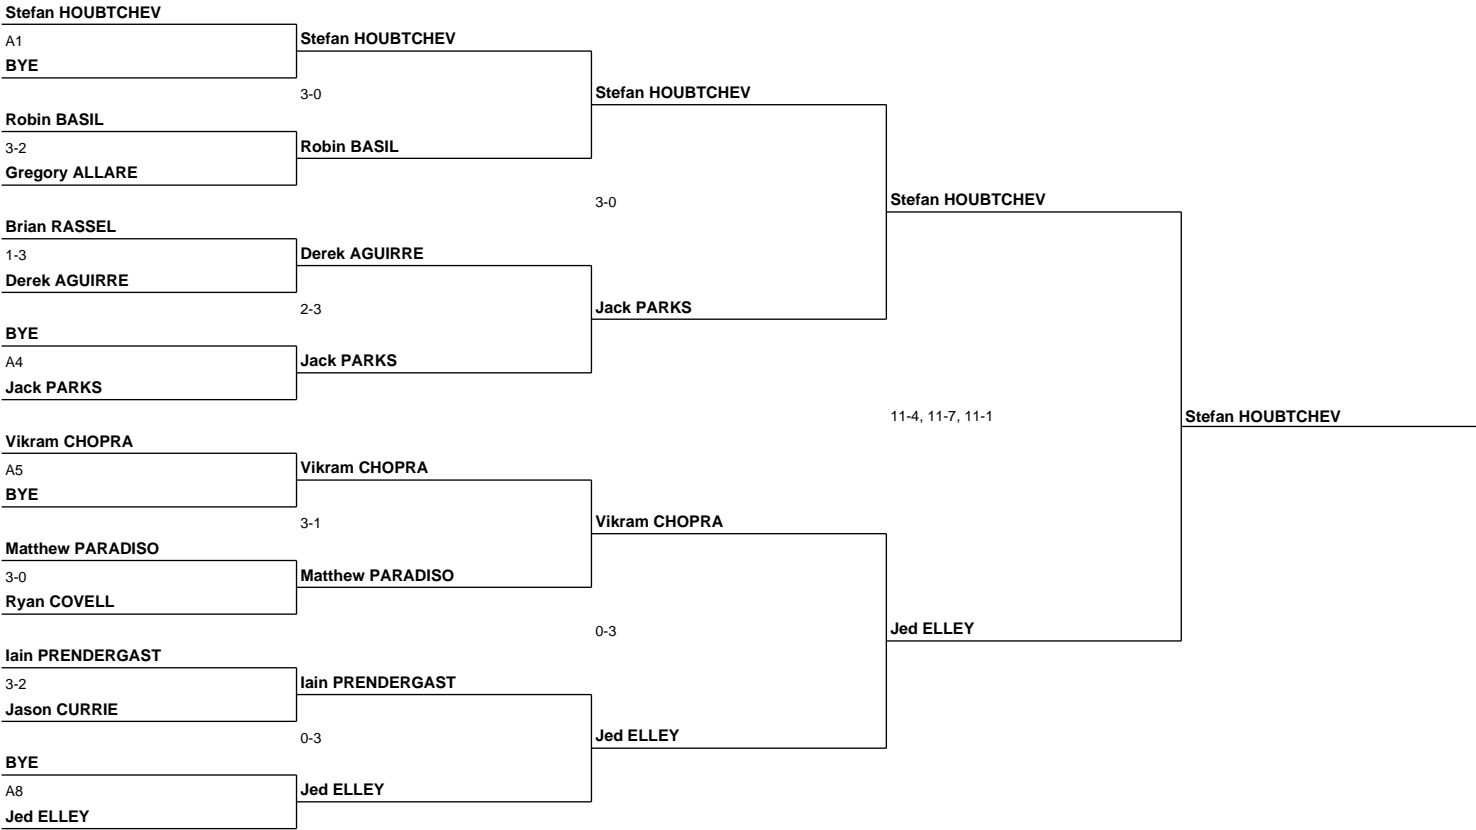 Stefan HOUBTCHEV
A1
BYE
Robin BASIL
3-2
Gregory ALLARE
Brian RASSEL
1-3
Derek AGUIRRE
BYE
A4
Jack PARKS
Vikram CHOPRA
A5
BYE
Matthew PARADISO
3-0
Ryan COVELL
Iain PRENDERGAST
3-2
Jason CURRIE
BYE
A8
Jed ELLEY
Stefan HOUBTCHEV
3-0
Robin BASIL
Derek AGUIRRE
2-3
Jack PARKS
Vikram CHOPRA
3-1
Matthew PARADISO
Iain PRENDERGAST
0-3
Jed ELLEY
Stefan HOUBTCHEV
3-0
Jack PARKS
Vikram CHOPRA
0-3
Jed ELLEY
Stefan HOUBTCHEV
11-4, 11-7, 11-1
Jed ELLEY
Stefan HOUBTCHEV